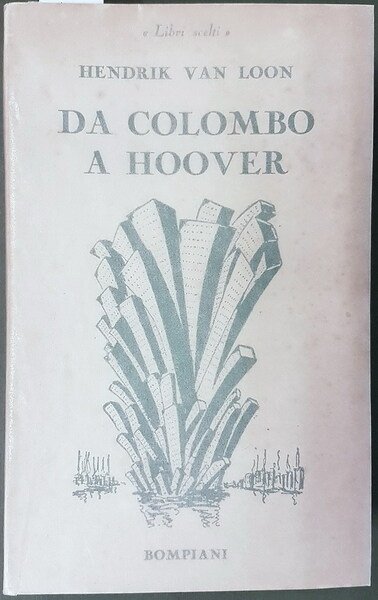 « Libri scelti »
HENDRIK VAN LOON
DA COLOMBO
A HOOVER
BOMPIANI